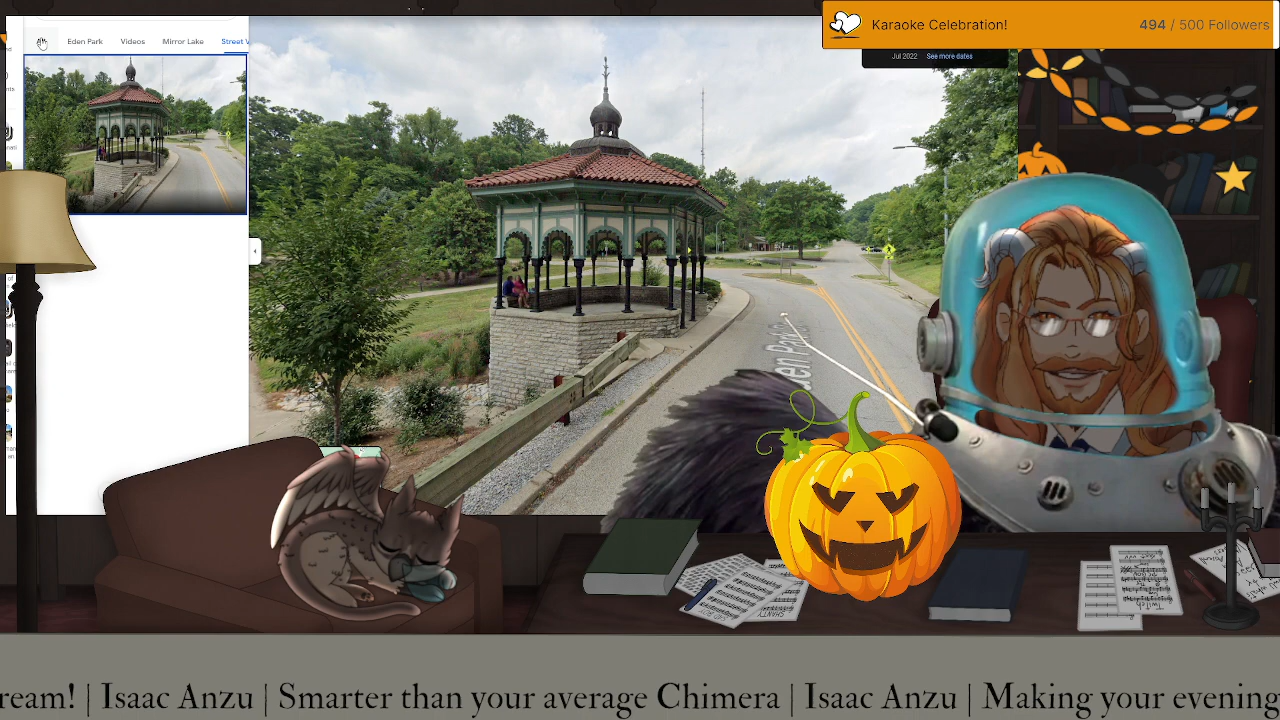 Karaoke Celebration!
494 / 500 Followers
Eden Park
Videos
Mirror Lake
Street V
Jul 2022
See more dates
ream! | Isaac Anzu | Smarter than your average Chimera | Isaac Anzu | Making your evening